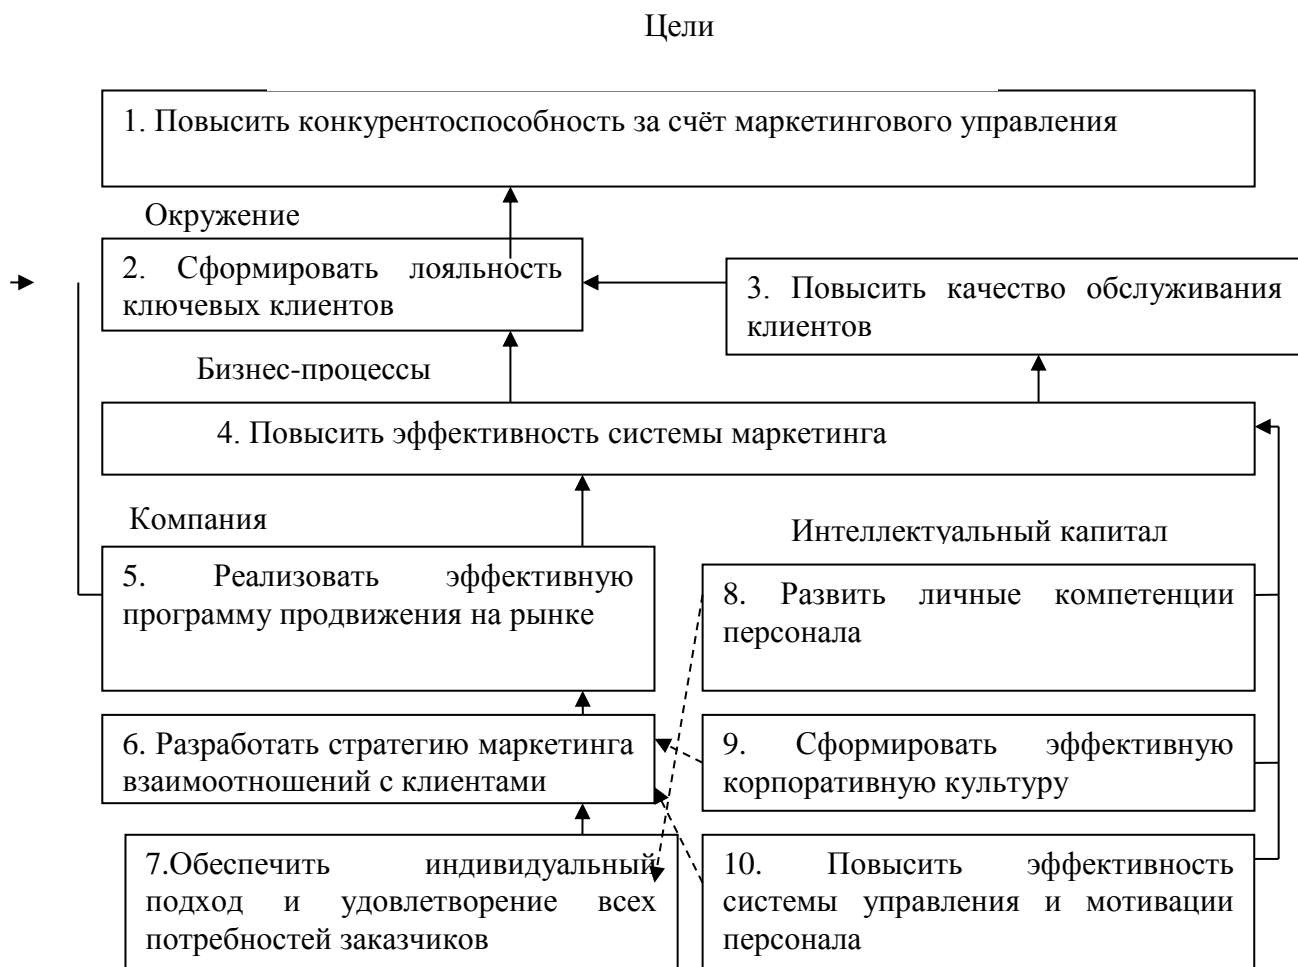 Цели
1. Повысить конкурентоспособность за счёт маркетингового управления
Окружение
2. Сформировать лояльность
ключевых клиентов
3. Повысить качество обслуживания
клиентов
Бизнес-процессы
4. Повысить эффективность системы маркетинга
Компания
5. Реализовать эффективную
программу продвижения на рынке
6. Разработать стратегию маркетинга
взаимоотношений с клиентами
7.Обеспечить индивидуальный
подход и удовлетворение всех
потребностей заказчиков
Интеллектуальный капитал
8. Развить личные компетенции
персонала
9. Сформировать эффективную
корпоративную культуру
10. Повысить эффективность
системы управления и мотивации
персонала